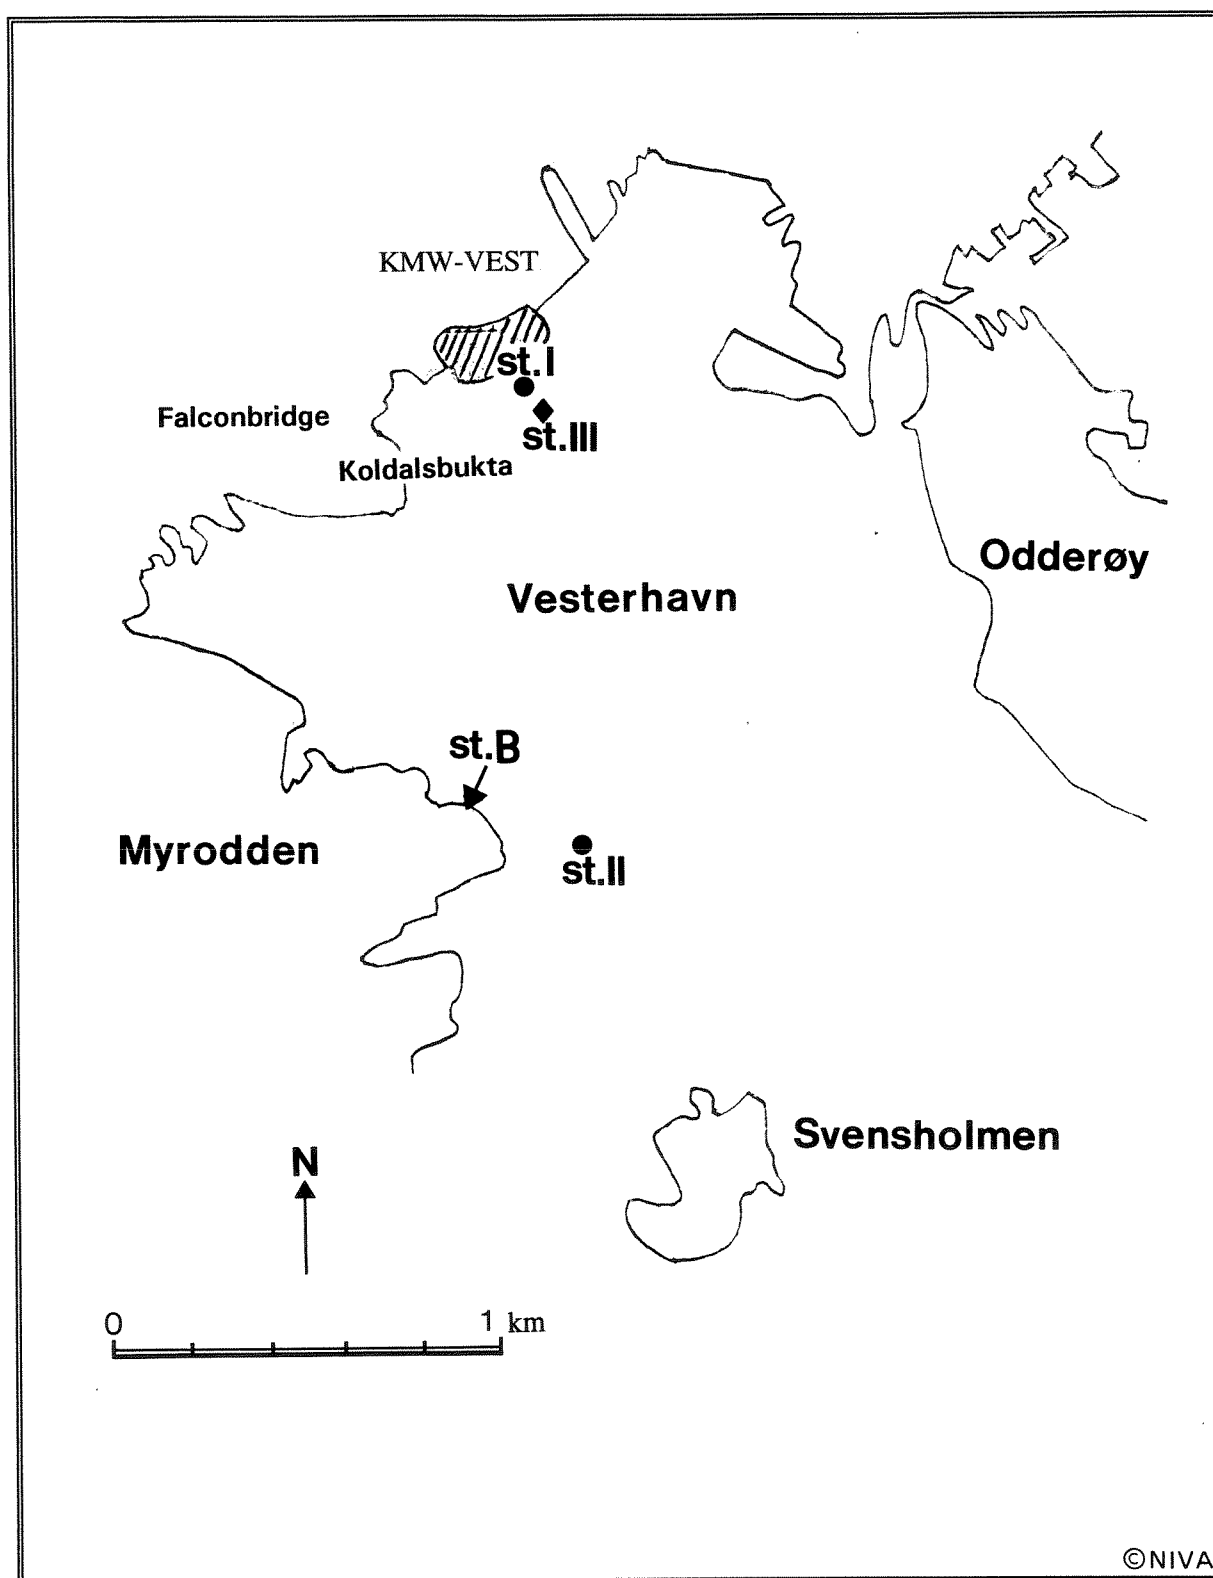 KMW-VEST
st.I
Falconbridge
st.III
Koldalsbukta
Odderøy
Vesterhavn
st.B
Myrodden
st.II
Svensholmen
N
0 1 km
©NIVA